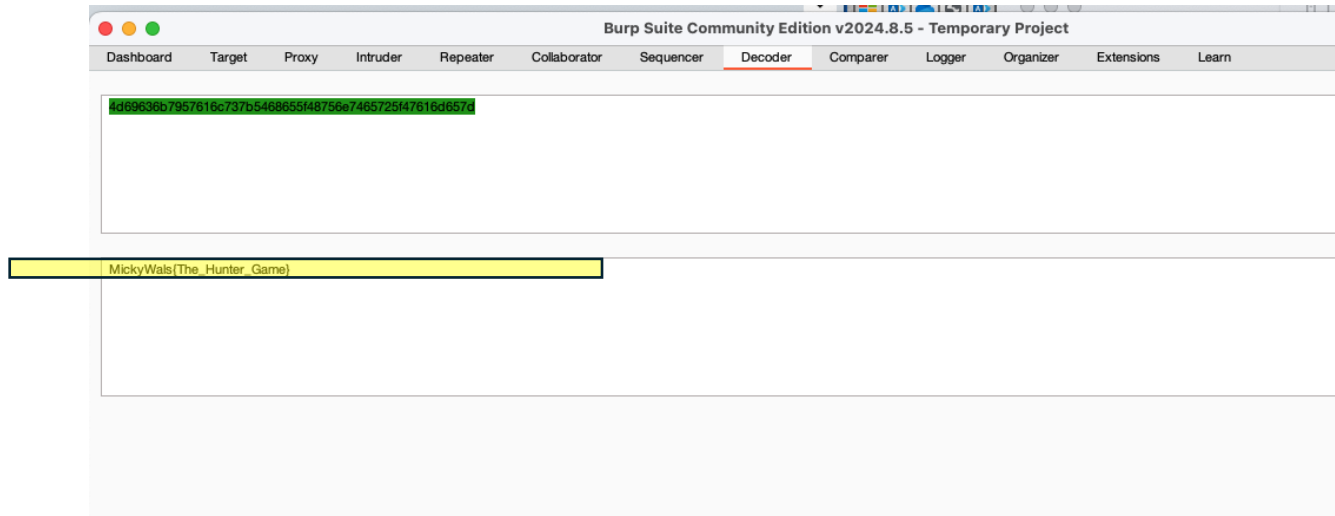 Burp Suite Community Edition v2024.8.5 - Temporary Project
Dashboard Target Proxy Intruder Repeater Collaborator Sequencer Decoder Comparer Logger Organizer Extensions Learn
4d69636b7957616c737b5468655f48756e7465725f47616d657d
MickyWals{The_Hunter_Game}